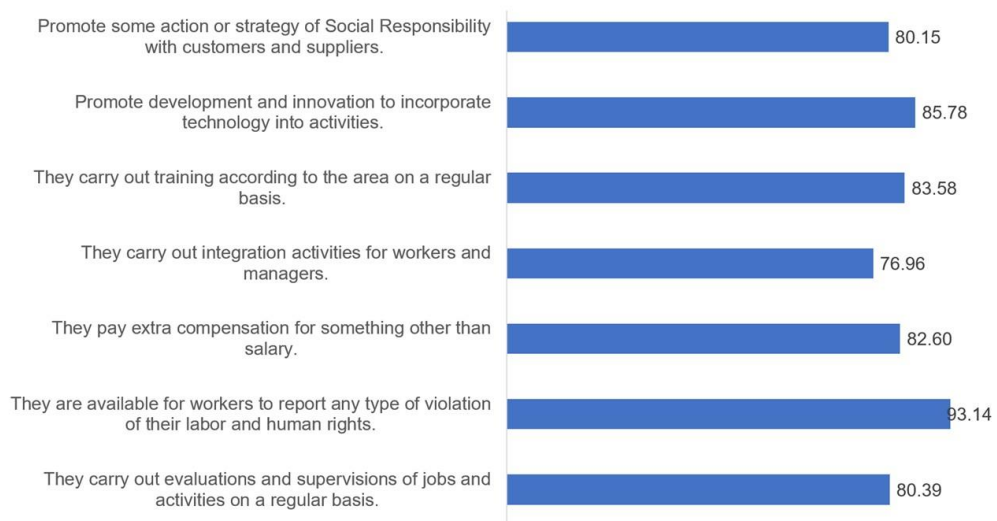 Promote some action or strategy of Social Responsibility
with customers and suppliers.
80.15
Promote development and innovation to incorporate
technology into activities.
85.78
They carry out training according to the area on a regular
basis.
83.58
They carry out integration activities for workers and
managers.
76.96
They pay extra compensation for something other than
salary.
82.60
They are available for workers to report any type of violation
of their labor and human rights.
93.14
They carry out evaluations and supervisions of jobs and
activities on a regular basis.
80.39